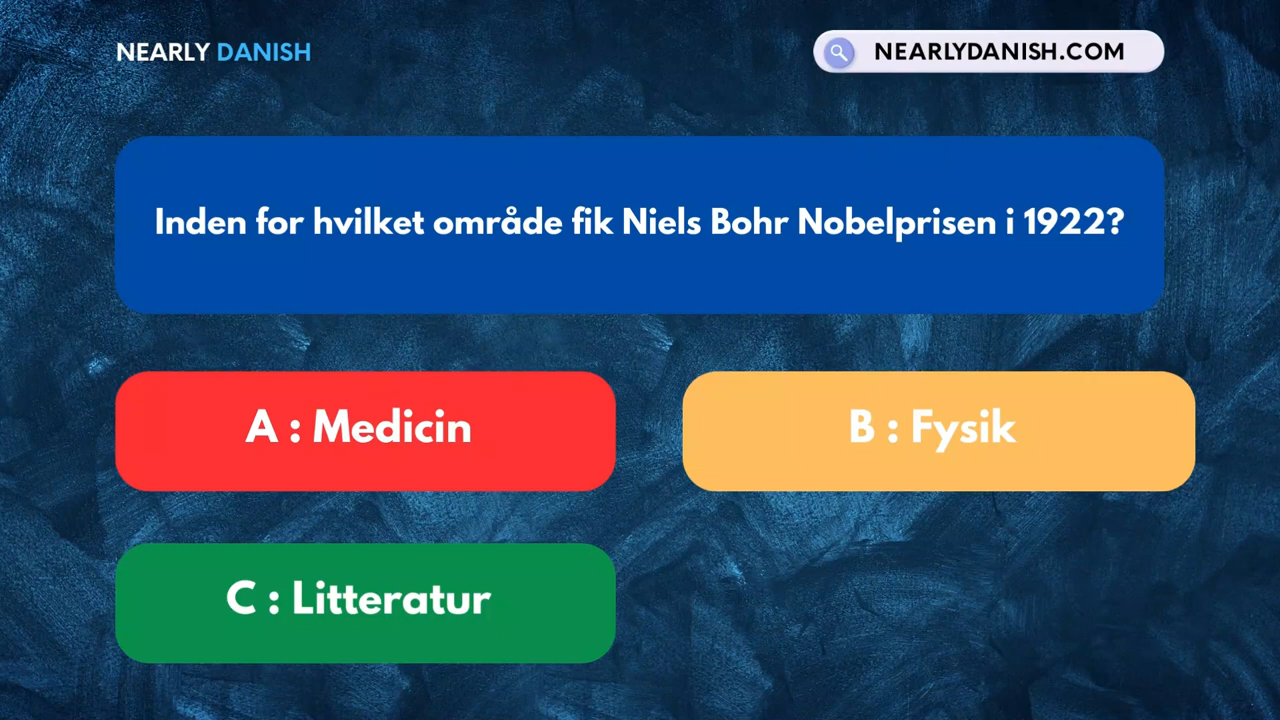 NEARLY DANISH
NEARLYDANISH.COM
Inden for hvilket område fik Niels Bohr Nobelprisen i 1922?
A : Medicin
B : Fysik
C : Litteratur